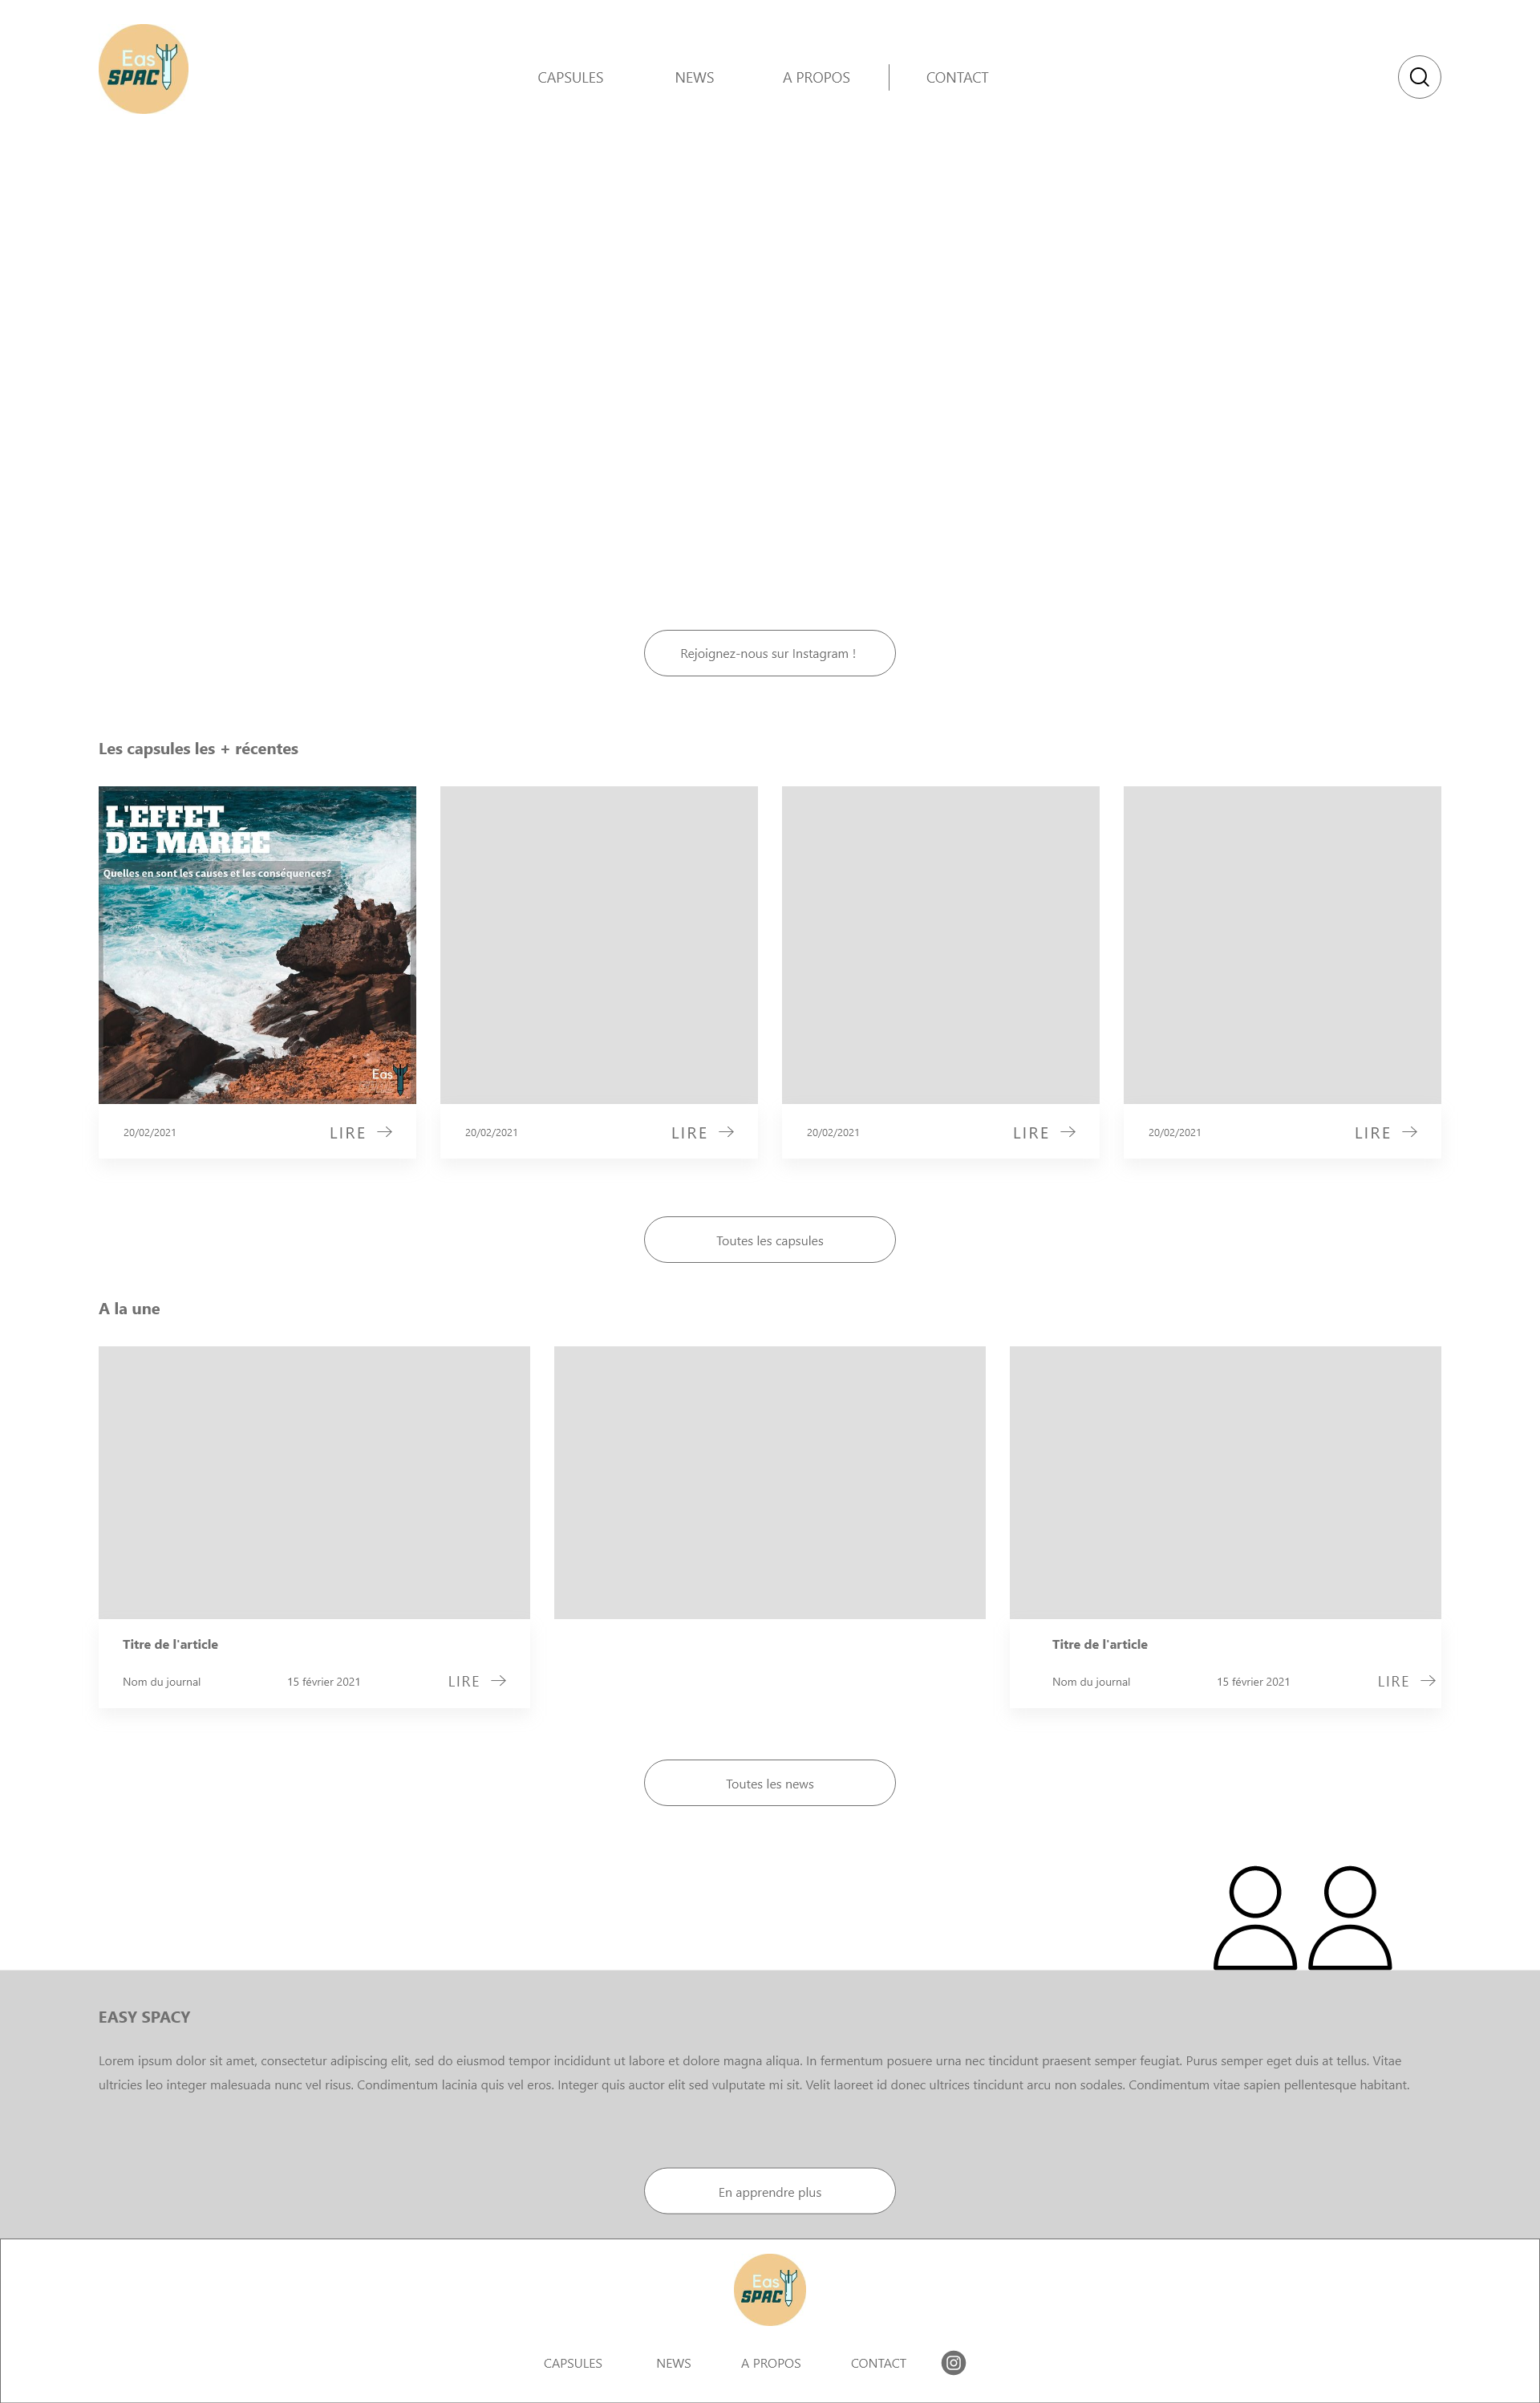 Eas
SPAC
CAPSULES
NEWS
A PROPOS
CONTACT
Rejoignez-nous sur Instagram !
Les capsules les + récentes
L'EFFET
DE MARÉE
Quelles en sont les causes et les conséquences?
Eas
20/02/2021
LIRE
20/02/2021
LIRE
20/02/2021
LIRE
20/02/2021
LIRE
Toutes les capsules
A la une
Titre de l'article
Nom du journal
15 février 2021
LIRE
Titre de l'article
Nom du journal
15 février 2021
LIRE
Toutes les news
EASY SPACY
Lorem ipsum dolor sit amet, consectetur adipiscing elit, sed do eiusmod tempor incididunt ut labore et dolore magna aliqua. In fermentum posuere urna nec tincidunt praesent semper feugiat. Purus semper eget duis at tellus. Vitae
ultricies leo integer malesuada nunc vel risus. Condimentum lacinia quis vel eros. Integer quis auctor elit sed vulputate mi sit. Velit laoreet id donec ultrices tincidunt arcu non sodales. Condimentum vitae sapien pellentesque habitant.
En apprendre plus
Eas
SPAC
CAPSULES
NEWS
A PROPOS
CONTACT